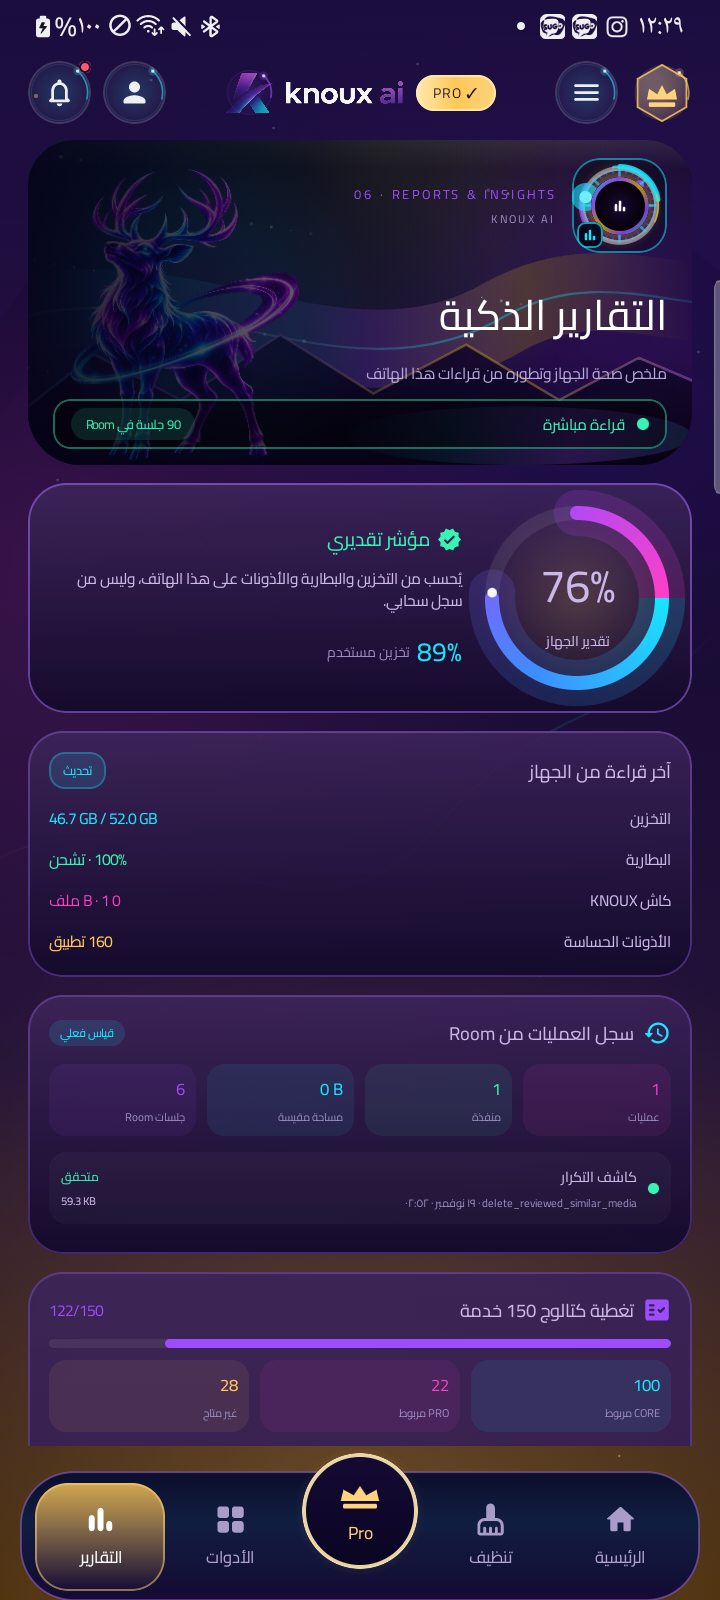 ١٢:٢٩
%١٠٠
knoux ai
PRO ✓
06 · REPORTS & INSIGHTS
KNOUX AI
التقارير الذكية
ملخص صحة الجهاز وتطوره من قراءات هذا الهاتف
قراءة مباشرة
90 جلسة في Room
76%
تقدير الجهاز
مؤشر تقديري
يُحسب من التخزين والبطارية والأذونات على هذا الهاتف، وليس من
سجل سحابي.
89% تخزين مستخدم
آخر قراءة من الجهاز
تحديث
التخزين
46.7 GB / 52.0 GB
البطارية
100% · تشحن
كاش KNOUX
0 B · 1 ملف
الأذونات الحساسة
160 تطبيق
سجل العمليات من Room
قياس فعلي
1
عمليات
1
منفذة
0 B
مساحة مقيسة
6
جلسات Room
كاشف التكرار
متحقق
delete_reviewed_similar_media · ١٩ نوفمبر · ٠٢:٥٢
59.3 KB
تغطية كتالوج 150 خدمة
122/150
100
CORE مربوط
22
PRO مربوط
28
غير متاح
الرئيسية
تنظيف
Pro
الأدوات
التقارير